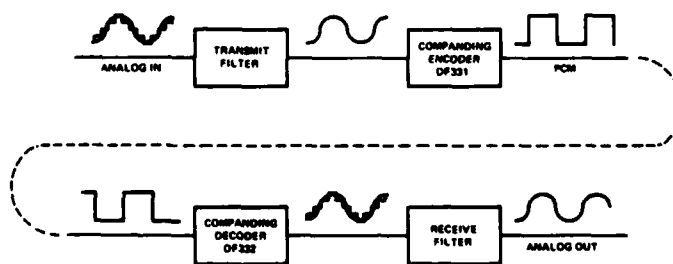 ANALOG IN
TRANSMIT
FILTER
COMPANDING
ENCODER
DF331
PCM
COMPANDING
DECODER
DF332
RECEIVE
FILTER
ANALOG OUT